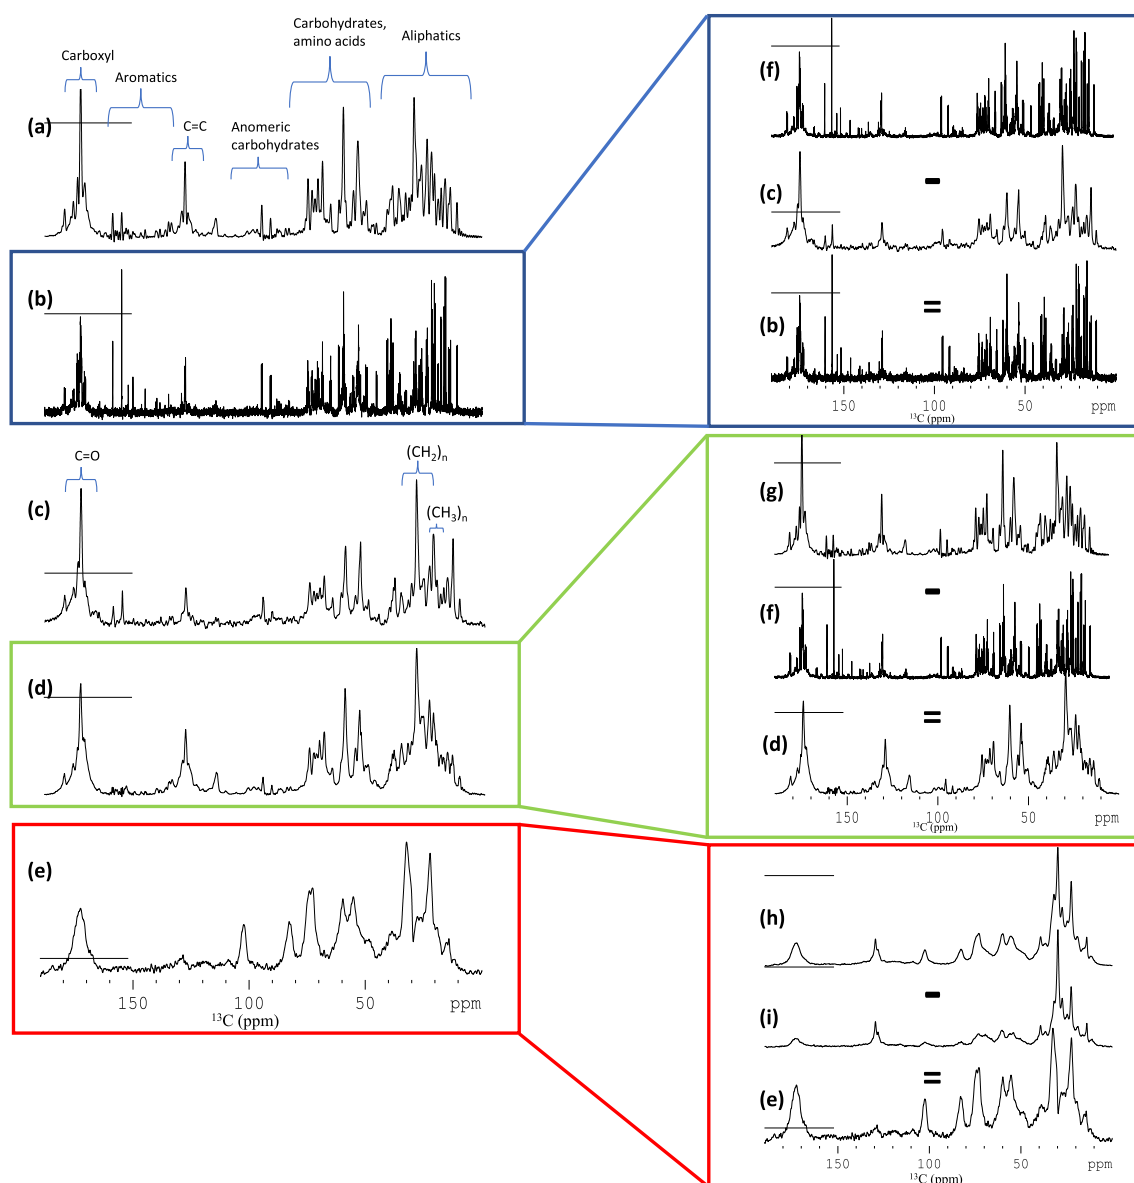 Carboxyl
Aromatics
C=C
Anomeric
carbohydrates
Carbohydrates,
amino acids
Aliphatics
(a)
(b)
C=O
(CH2)n
(CH3)n
(c)
(d)
(e)
150 100 50 ppm
13C (ppm)
(f)
(c)
(b)
150 100 50 ppm
13C (ppm)
(g)
(f)
(d)
150 100 50 ppm
13C (ppm)
(h)
(i)
(e)
150 100 50 ppm
13C (ppm)